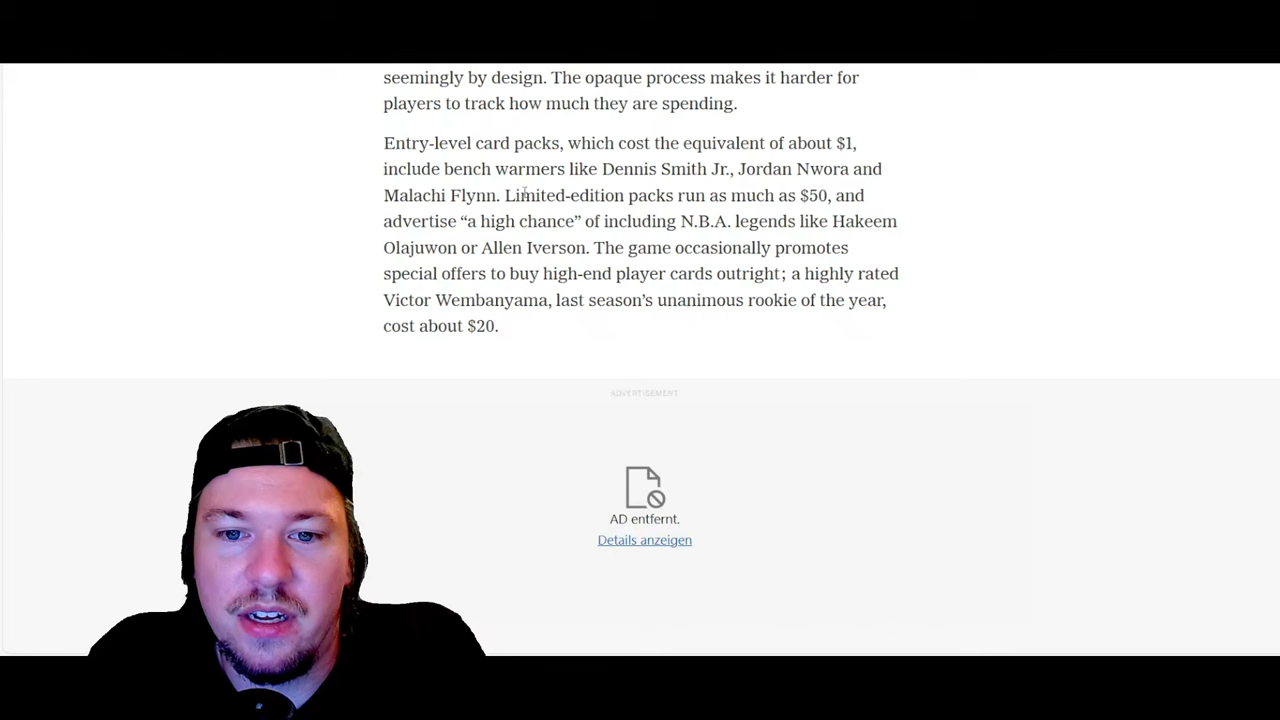 seemingly by design. The opaque process makes it harder for
players to track how much they are spending.
Entry-level card packs, which cost the equivalent of about $1,
include bench warmers like Dennis Smith Jr., Jordan Nwora and
Malachi Flynn. Limited-edition packs run as much as $50, and
advertise “a high chance” of including N.B.A. legends like Hakeem
Olajuwon or Allen Iverson. The game occasionally promotes
special offers to buy high-end player cards outright; a highly rated
Victor Wembanyama, last season’s unanimous rookie of the year,
cost about $20.
ADVERTISEMENT
AD entfernt.
Details anzeigen